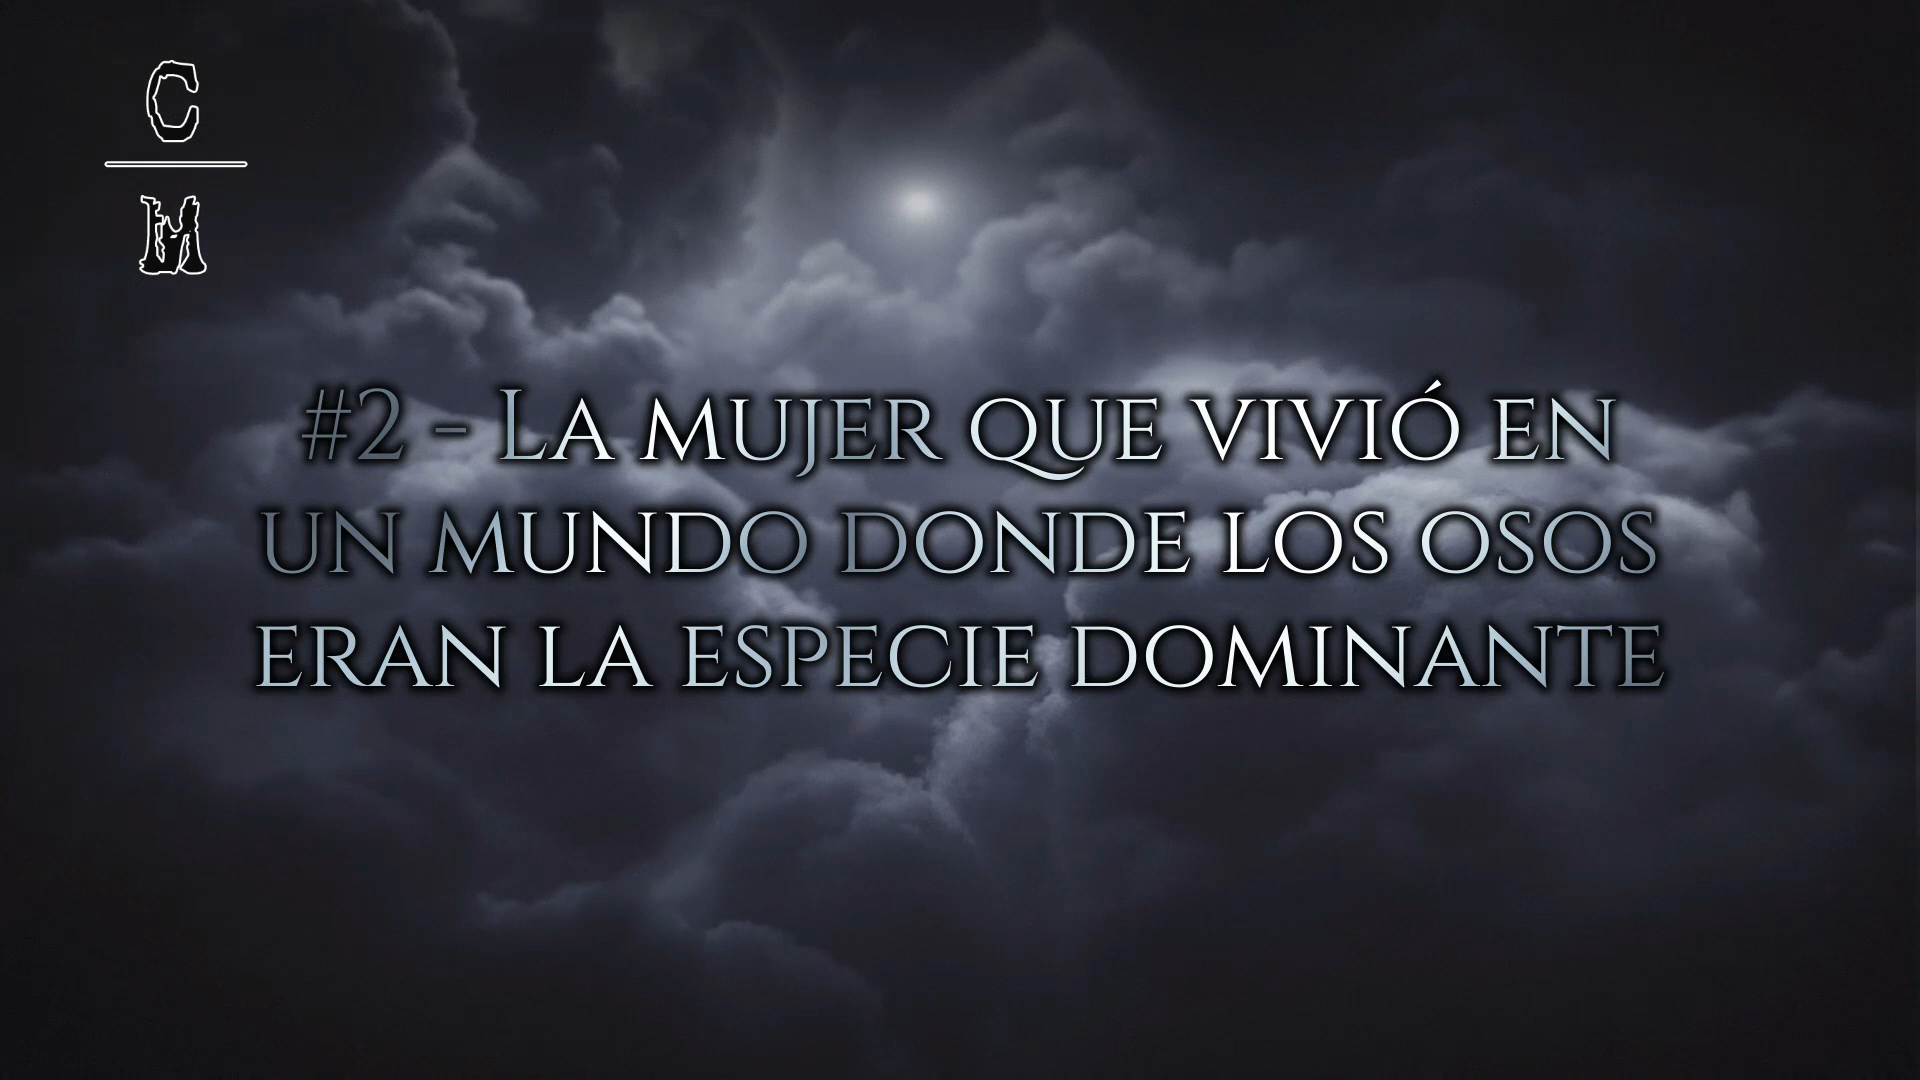 C
M
#2 - La mujer que vivió en
un mundo donde los osos
eran la especie dominante